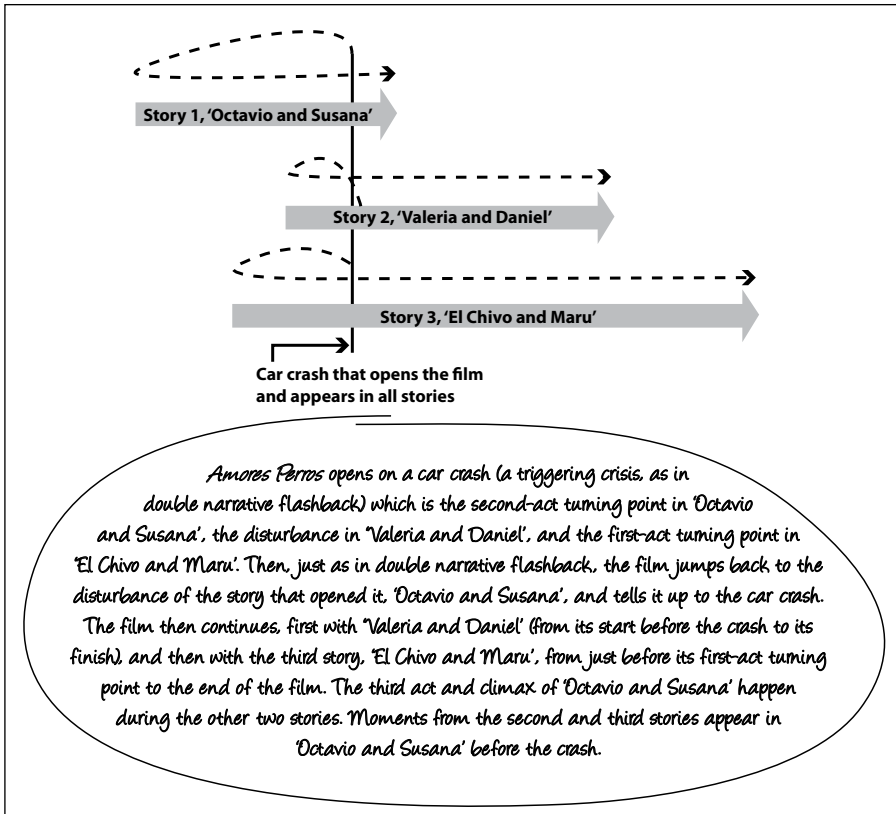 Story 1, ‘Octavio and Susana’
Story 2, ‘Valeria and Daniel’
Story 3, ‘El Chivo and Maru’
Car crash that opens the film
and appears in all stories
Amores Perros opens on a car crash (a triggering crisis, as in
double narrative flashback) which is the second-act turning point in ‘Octavio
and Susana’, the disturbance in ‘Valeria and Daniel’, and the first-act turning point in
‘El Chivo and Maru’. Then, just as in double narrative flashback, the film jumps back to the
disturbance of the story that opened it, ‘Octavio and Susana’, and tells it up to the car crash.
The film then continues, first with ‘Valeria and Daniel’ (from its start before the crash to its
finish), and then with the third story, ‘El Chivo and Maru’, from just before its first-act turning
point to the end of the film. The third act and climax of ‘Octavio and Susana’ happen
during the other two stories. Moments from the second and third stories appear in
‘Octavio and Susana’ before the crash.